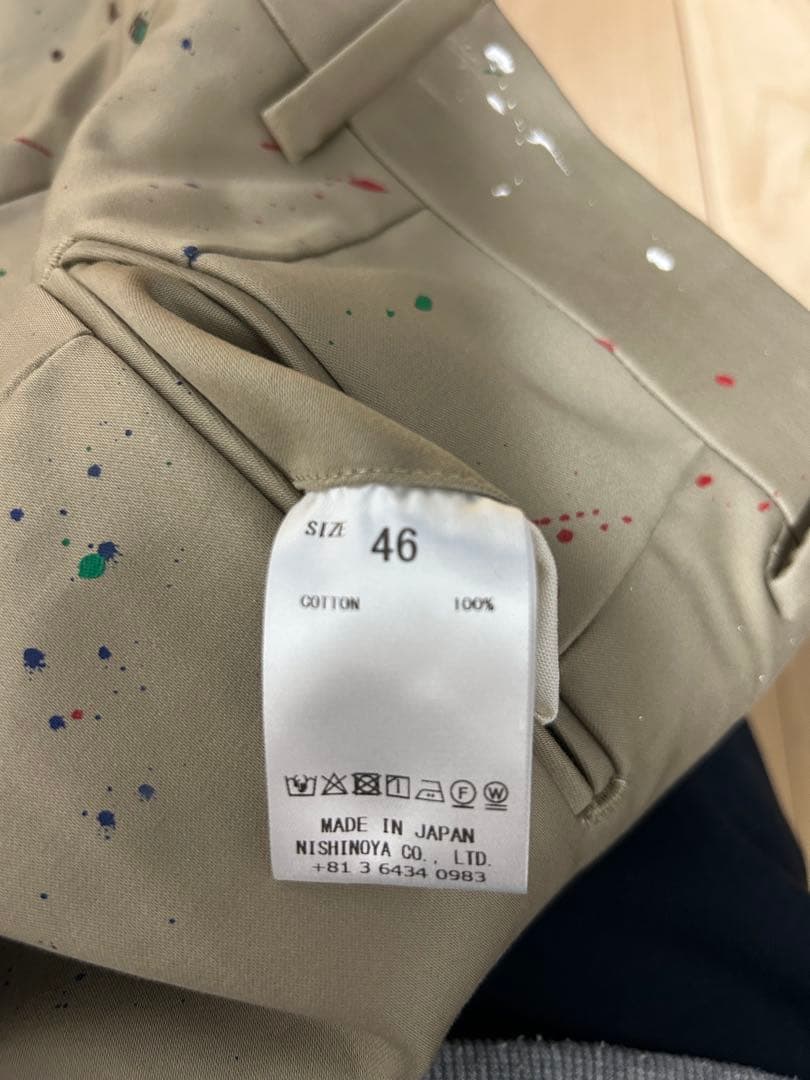 SIZE 46
COTTON 100%
F W
MADE IN JAPAN
NISHINOYA CO., LTD.
+81 3 6434 0983